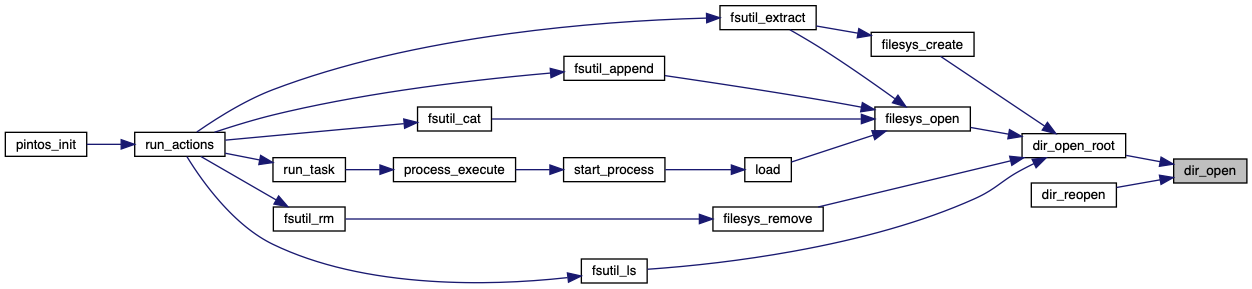 pintos_init
run_actions
fsutil_extract
filesys_create
fsutil_append
fsutil_cat
filesys_open
dir_open_root
dir_open
run_task
process_execute
start_process
load
dir_reopen
fsutil_rm
filesys_remove
fsutil_ls